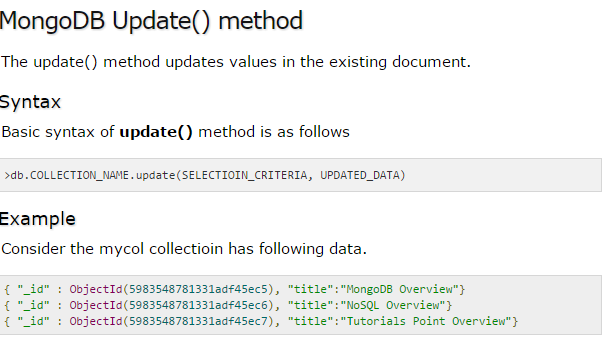 MongoDB Update() method
The update() method updates values in the existing document.
Syntax
Basic syntax of update() method is as follows
>db.COLLECTION_NAME.update(SELECTIOIN_CRITERIA, UPDATED_DATA)
Example
Consider the mycol collectioin has following data.
{ "_id" : ObjectId(5983548781331adf45ec5), "title":"MongoDB Overview"}
{ "_id" : ObjectId(5983548781331adf45ec6), "title":"NoSQL Overview"}
{ "_id" : ObjectId(5983548781331adf45ec7), "title":"Tutorials Point Overview"}